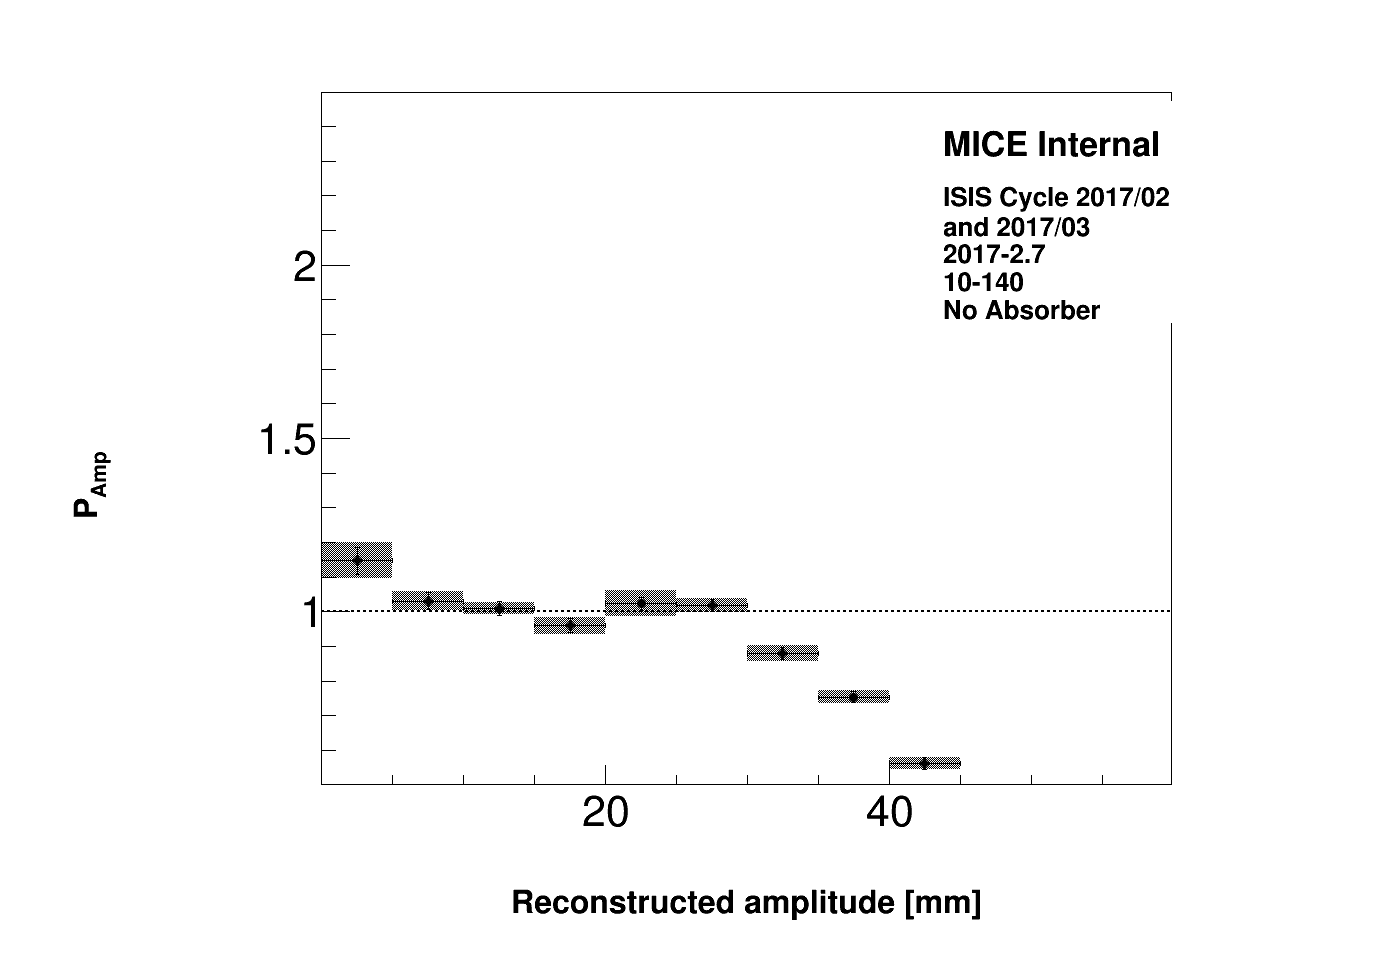 MICE Internal
ISIS Cycle 2017/02
and 2017/03
2017-2.7
10-140
No Absorber
2
1.5
1
P_Amp
20 40
Reconstructed amplitude [mm]